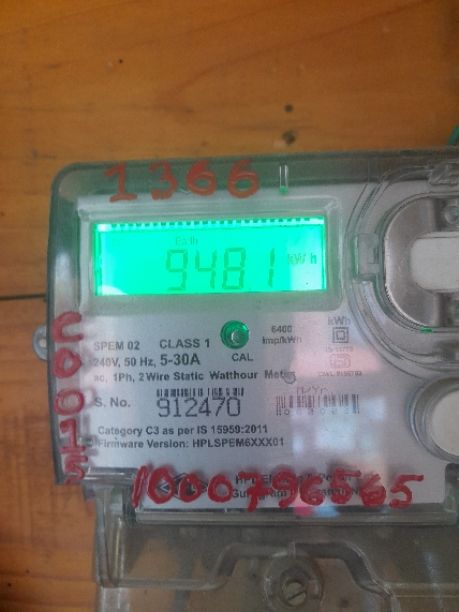 1366
9481 kWh
SPEM 02 CLASS 1
6400
imp/kWh
kWh
240V, 50 Hz, 5-30A
CAL
ac, 1Ph, 2 Wire Static Watthour Meter
S. No.
912470
Category C3 as per IS 15959:2011
Firmware Version: HPLSPEM6XXX01
1000796565